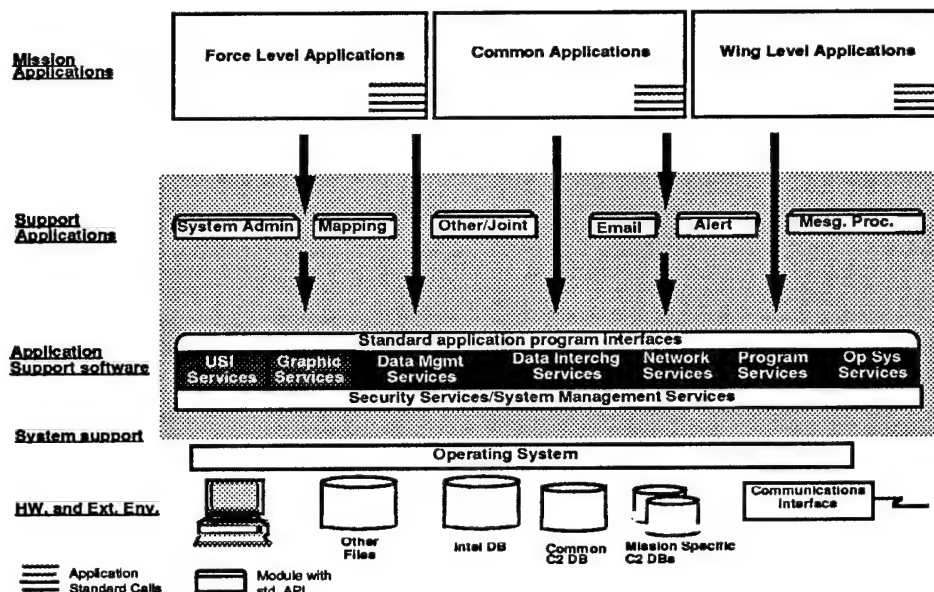 Mission
Applications
Force Level Applications
Common Applications
Wing Level Applications
Support
Applications
System Admin
Mapping
Other/Joint
Email
Alert
Mesg. Proc.
Application
Support software
Standard application program Interfaces
USI
Services
Graphic
Services
Data Mgmt
Services
Data Interchg
Services
Network
Services
Program
Services
Op Sys
Services
Security Services/System Management Services
System support
Operating System
HW. and Ext. Env.
Other
Files
Intel DB
Common
C2 DB
Mission Specific
C2 DBs
Communications
Interface
Application
Standard Calls
Module with
std. API